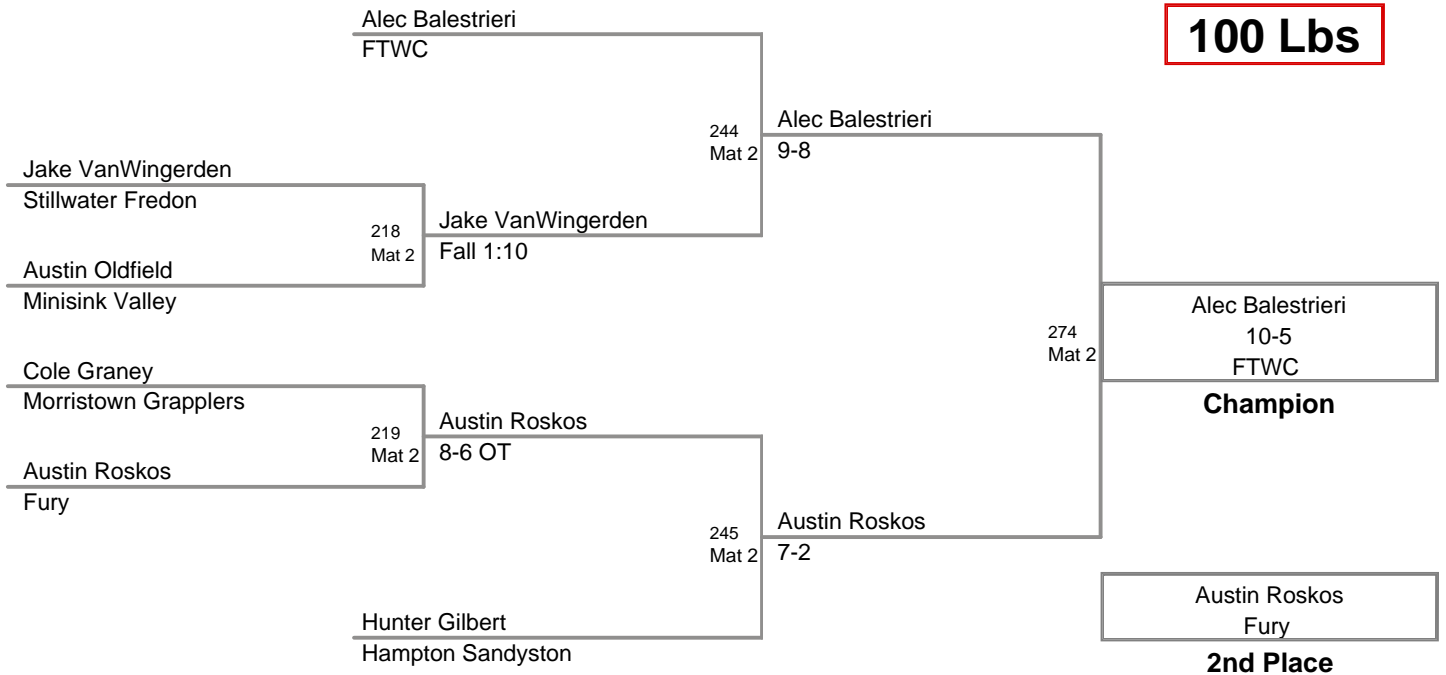 Alec Balestrieri
FTWC
100 Lbs
244
Mat 2
Alec Balestrieri
9-8
Jake VanWingerden
Stillwater Fredon
218
Mat 2
Jake VanWingerden
Fall 1:10
Austin Oldfield
Minisink Valley
274
Mat 2
Alec Balestrieri
10-5
FTWC
Champion
Cole Graney
Morristown Grapplers
219
Mat 2
Austin Roskos
8-6 OT
Austin Roskos
Fury
245
Mat 2
Austin Roskos
7-2
Hunter Gilbert
Hampton Sandyston
Austin Roskos
Fury
2nd Place